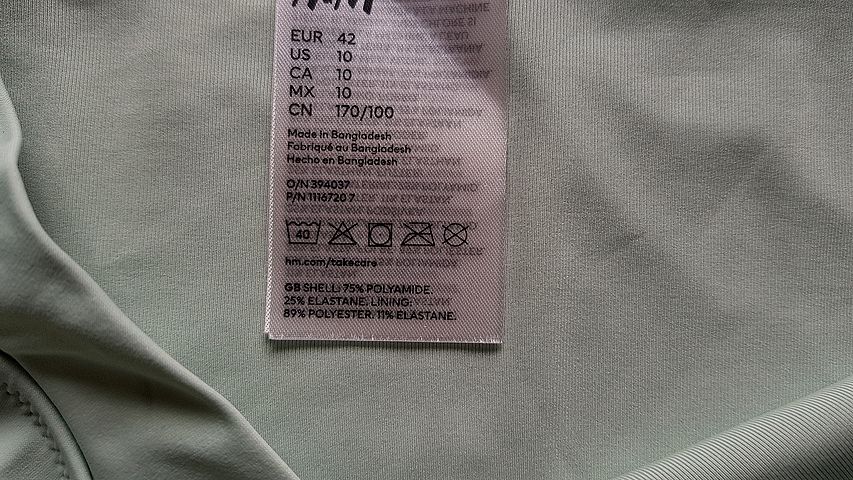 H&M
EUR 42
US 10
CA 10
MX 10
CN 170/100
Made in Bangladesh
Fabriqué au Bangladesh
Hecho en Bangladesh
O/N 394037
P/N 1116720 7
40
hm.com/takecare
GB SHELL: 75% POLYAMIDE.
25% ELASTANE. LINING:
89% POLYESTER. 11% ELASTANE.